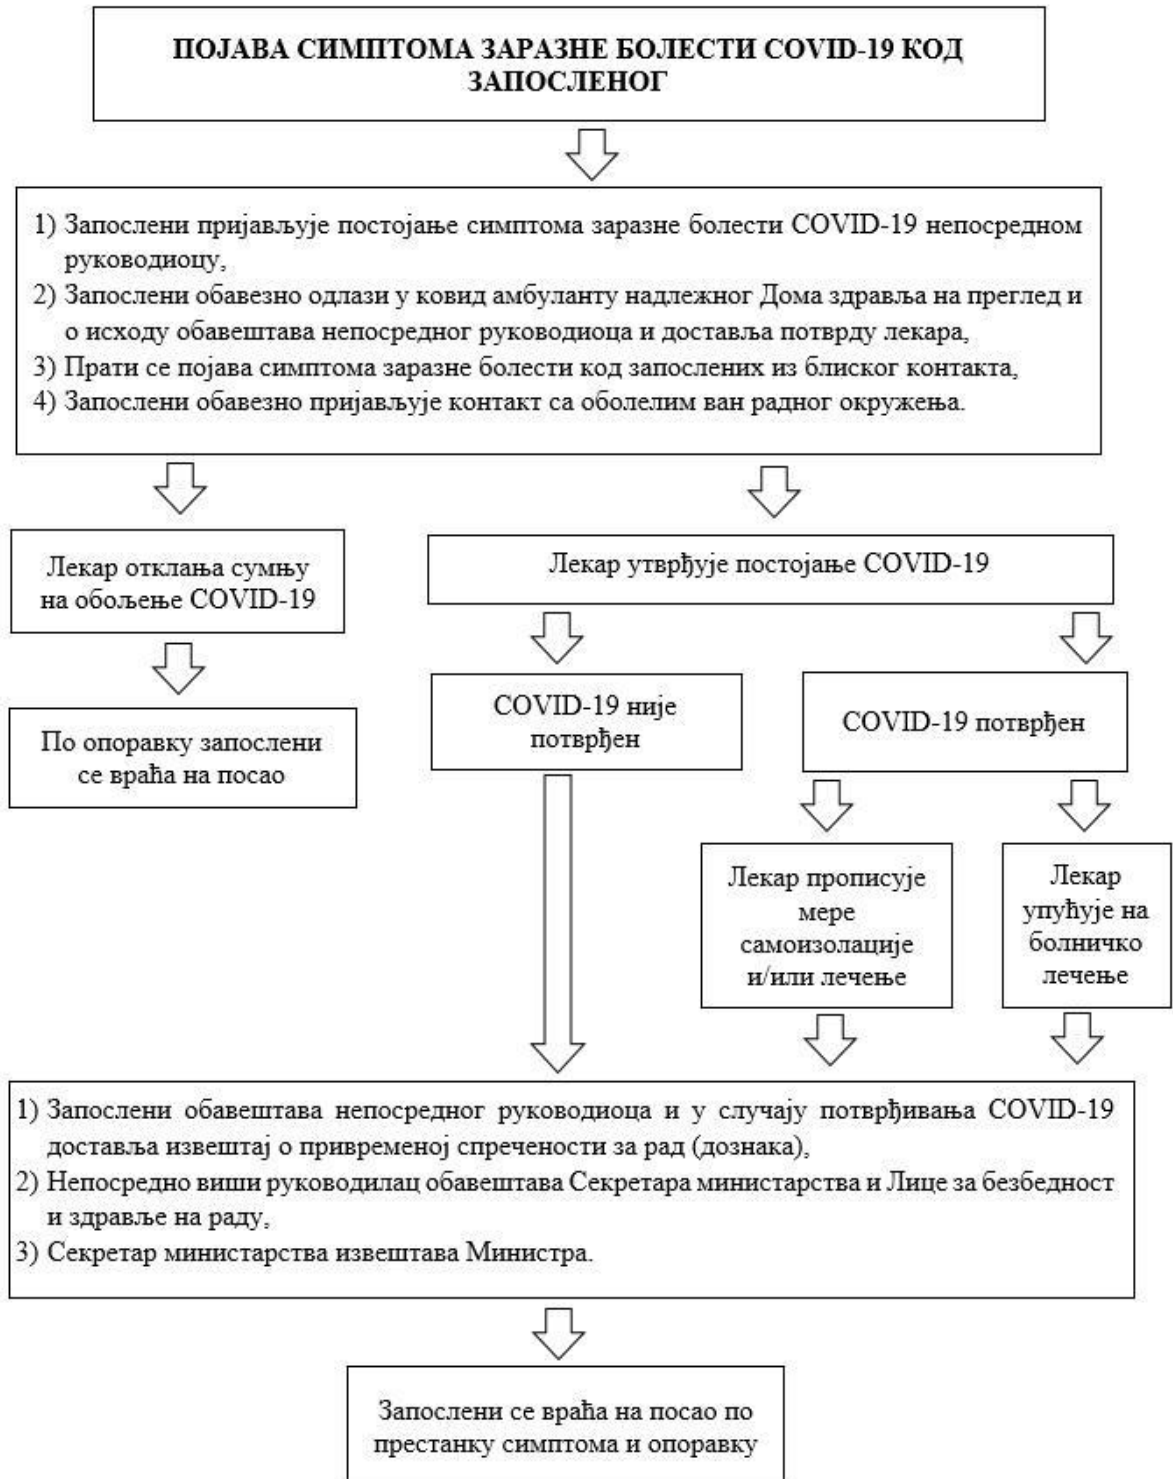 ПОЈАВА СИМПТОМА ЗАРАЗНЕ БОЛЕСТИ COVID-19 КОД
ЗАПОСЛЕНОГ
1) Запослени пријављује постојање симптома заразне болести COVID-19 непосредном
руководиоцу,
2) Запослени обавезно одлази у ковид амбуланту надлежног Дома здравља на преглед и
о исходу обавештава непосредног руководиоца и доставља потврду лекара,
3) Прати се појава симптома заразне болести код запослених из блиског контакта,
4) Запослени обавезно пријављује контакт са оболелим ван радног окружења.
Лекар отклања сумњу
на обољење COVID-19
Лекар утврђује постојање COVID-19
По опоравку запослени
се враћа на посао
COVID-19 није
потврђен
COVID-19 потврђен
Лекар прописује
мере
самоизолације
и/или лечење
Лекар
упућује на
болничко
лечење
1) Запослени обавештава непосредног руководиоца и у случају потврђивања COVID-19
доставља извештај о привременој спречености за рад (дознака),
2) Непосредно виши руководилац обавештава Секретара министарства и Лице за безбедност
и здравље на раду,
3) Секретар министарства извештава Министра.
Запослени се враћа на посао по
престанку симптома и опоравку